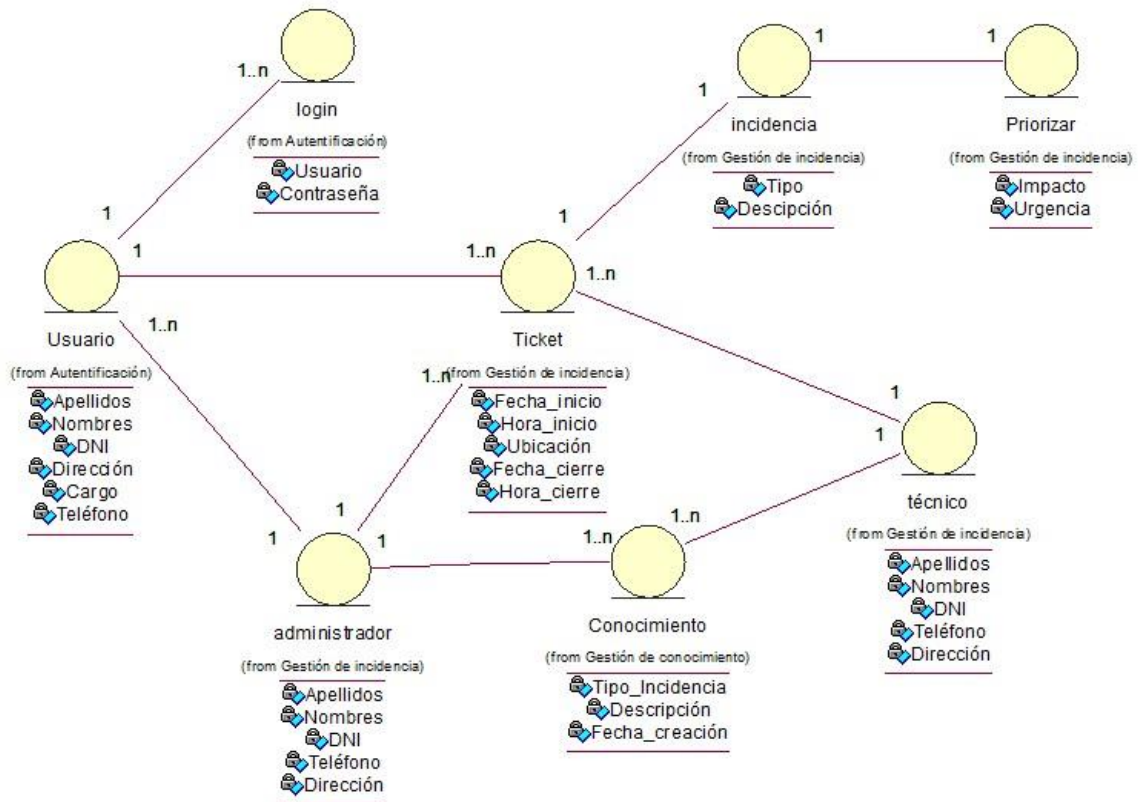 1
1
1..n
login
incidencia
Priorizar
1
(from Autentificación)
(from Gestión de incidencia)
(from Gestión de incidencia)
Usuario
Contraseña
Tipo
Descipción
Impacto
Urgencia
1
1
1
1..n
1..n
Usuario
1..n
Ticket
(from Autentificación)
1..n
(from Gestión de incidencia)
Apellidos
Nombres
DNI
Dirección
Cargo
Teléfono
Fecha_inicio
Hora_inicio
Ubicación
Fecha_cierre
Hora_cierre
1
1
técnico
(from Gestión de incidencia)
Apellidos
Nombres
DNI
Teléfono
Dirección
1
1
1
1..n
1..n
administrador
Conocimiento
(from Gestión de incidencia)
(from Gestión de conocimiento)
Apellidos
Nombres
DNI
Teléfono
Dirección
Tipo_Incidencia
Descripción
Fecha_creación